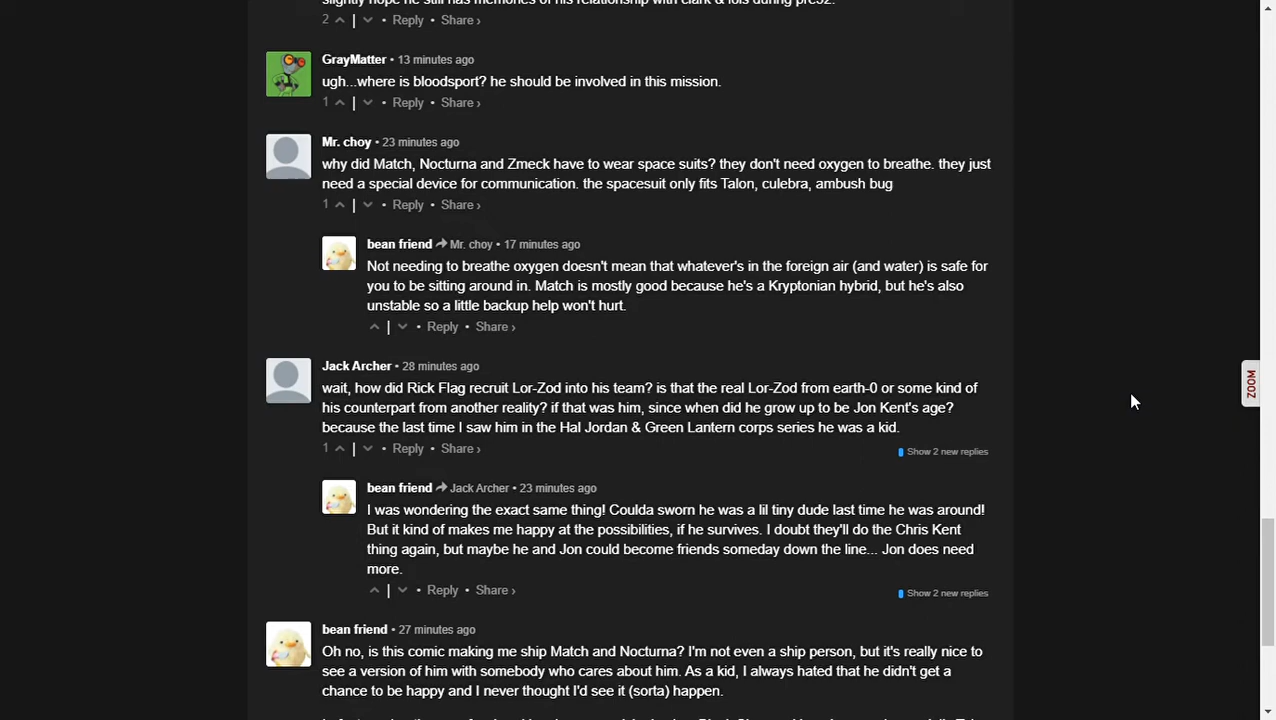 slightly hope he still has memories of his relationship with clark & lois during pre52.
2 | • Reply • Share ›
GrayMatter • 13 minutes ago
ugh...where is bloodsport? he should be involved in this mission.
1 | • Reply • Share ›
Mr. choy • 23 minutes ago
why did Match, Nocturna and Zmeck have to wear space suits? they don't need oxygen to breathe. they just
need a special device for communication. the spacesuit only fits Talon, culebra, ambush bug
1 | • Reply • Share ›
bean friend Mr. choy • 17 minutes ago
Not needing to breathe oxygen doesn't mean that whatever's in the foreign air (and water) is safe for
you to be sitting around in. Match is mostly good because he's a Kryptonian hybrid, but he's also
unstable so a little backup help won't hurt.
| • Reply • Share ›
ZOOM
Jack Archer • 28 minutes ago
wait, how did Rick Flag recruit Lor-Zod into his team? is that the real Lor-Zod from earth-0 or some kind of
his counterpart from another reality? if that was him, since when did he grow up to be Jon Kent's age?
because the last time I saw him in the Hal Jordan & Green Lantern corps series he was a kid.
1 | • Reply • Share ›
Show 2 new replies
bean friend Jack Archer • 23 minutes ago
I was wondering the exact same thing! Coulda sworn he was a lil tiny dude last time he was around!
But it kind of makes me happy at the possibilities, if he survives. I doubt they'll do the Chris Kent
thing again, but maybe he and Jon could become friends someday down the line... Jon does need
more.
| • Reply • Share ›
Show 2 new replies
bean friend • 27 minutes ago
Oh no, is this comic making me ship Match and Nocturna? I'm not even a ship person, but it's really nice to
see a version of him with somebody who cares about him. As a kid, I always hated that he didn't get a
chance to be happy and I never thought I'd see it (sorta) happen.